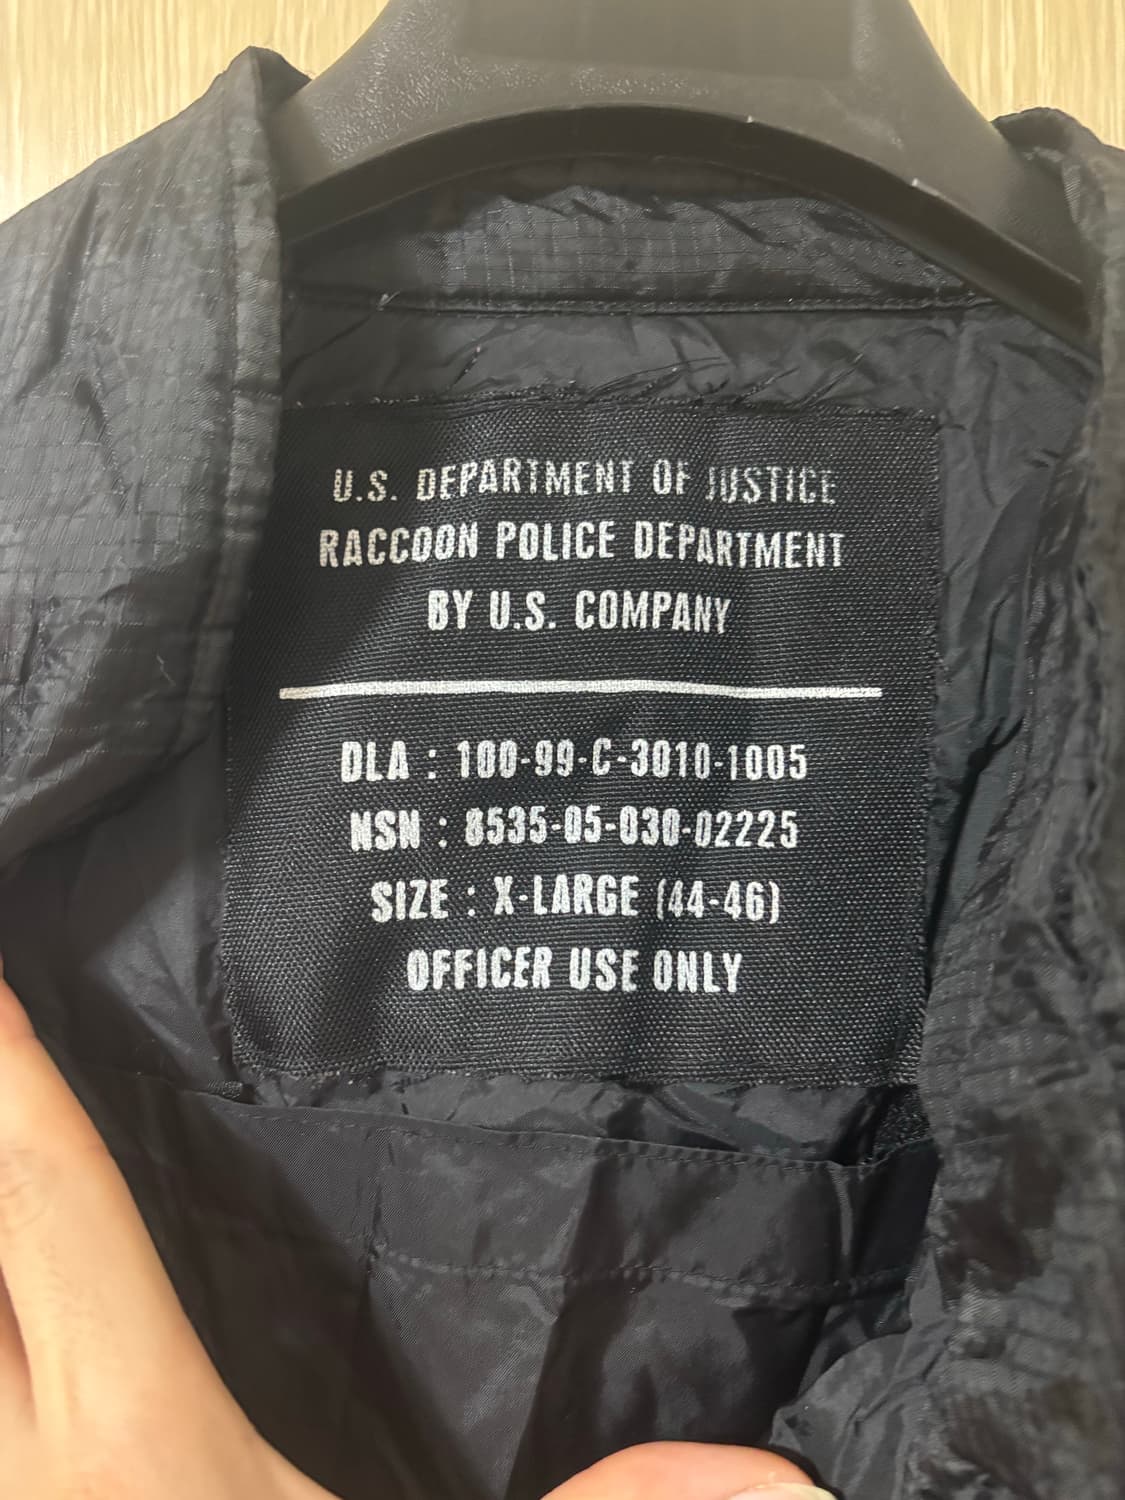 U.S. DEPARTMENT OF JUSTICE
RACCOON POLICE DEPARTMENT
BY U.S. COMPANY
DLA : 100-99-C-3010-1005
NSN : 8535-05-030-02225
SIZE : X-LARGE (44-46)
OFFICER USE ONLY